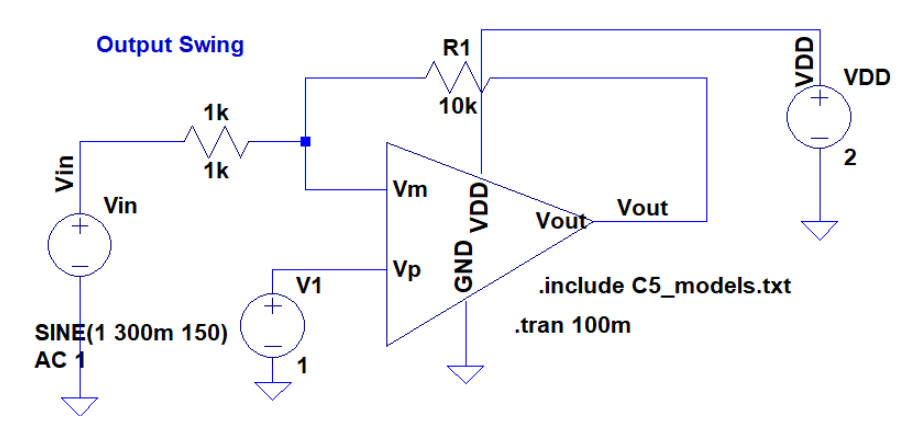 Output Swing
R1
10k
VDD
VDD
2
1k
1k
Vin
Vin
SINE(1 300m 150)
AC 1
Vm
Vp
VDD
GND
Vout
Vout
V1
1
.include C5_models.txt
.tran 100m